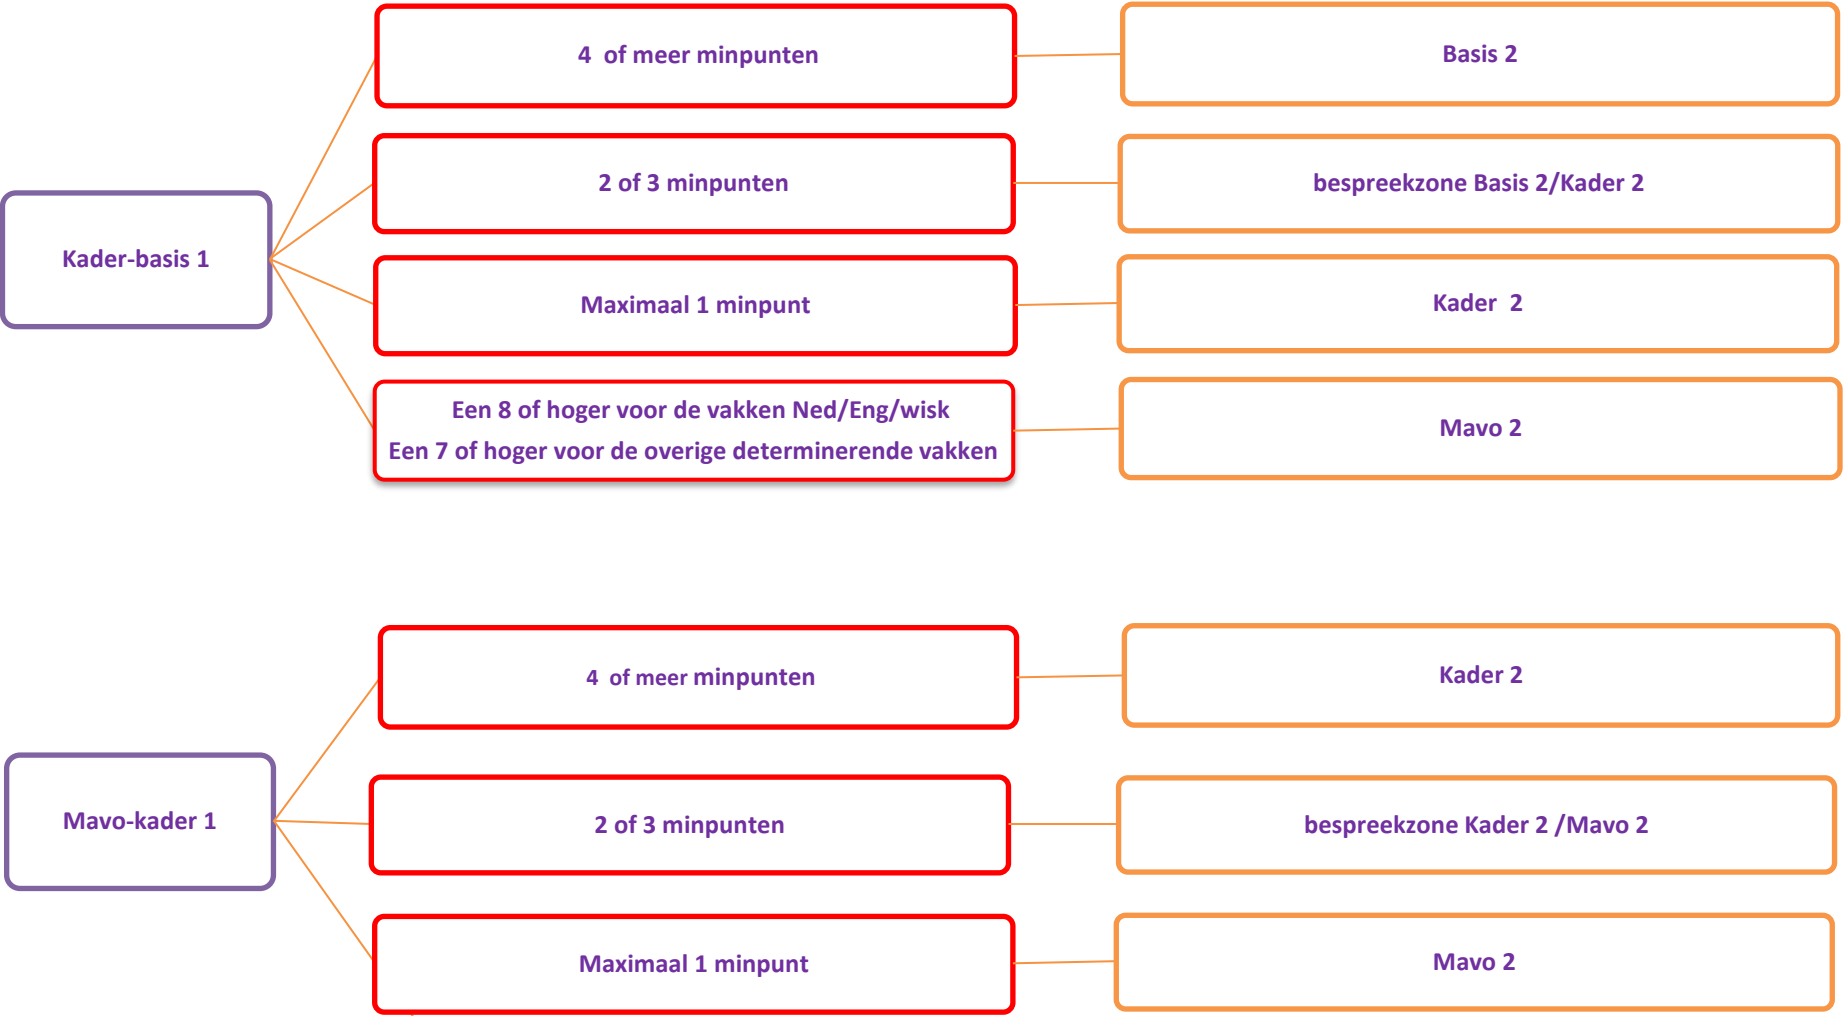 4 of meer minpunten
Basis 2
2 of 3 minpunten
bespreekzone Basis 2/Kader 2
Kader-basis 1
Maximaal 1 minpunt
Kader 2
Een 8 of hoger voor de vakken Ned/Eng/wisk
Een 7 of hoger voor de overige determinerende vakken
Mavo 2
4 of meer minpunten
Kader 2
Mavo-kader 1
2 of 3 minpunten
bespreekzone Kader 2 /Mavo 2
Maximaal 1 minpunt
Mavo 2